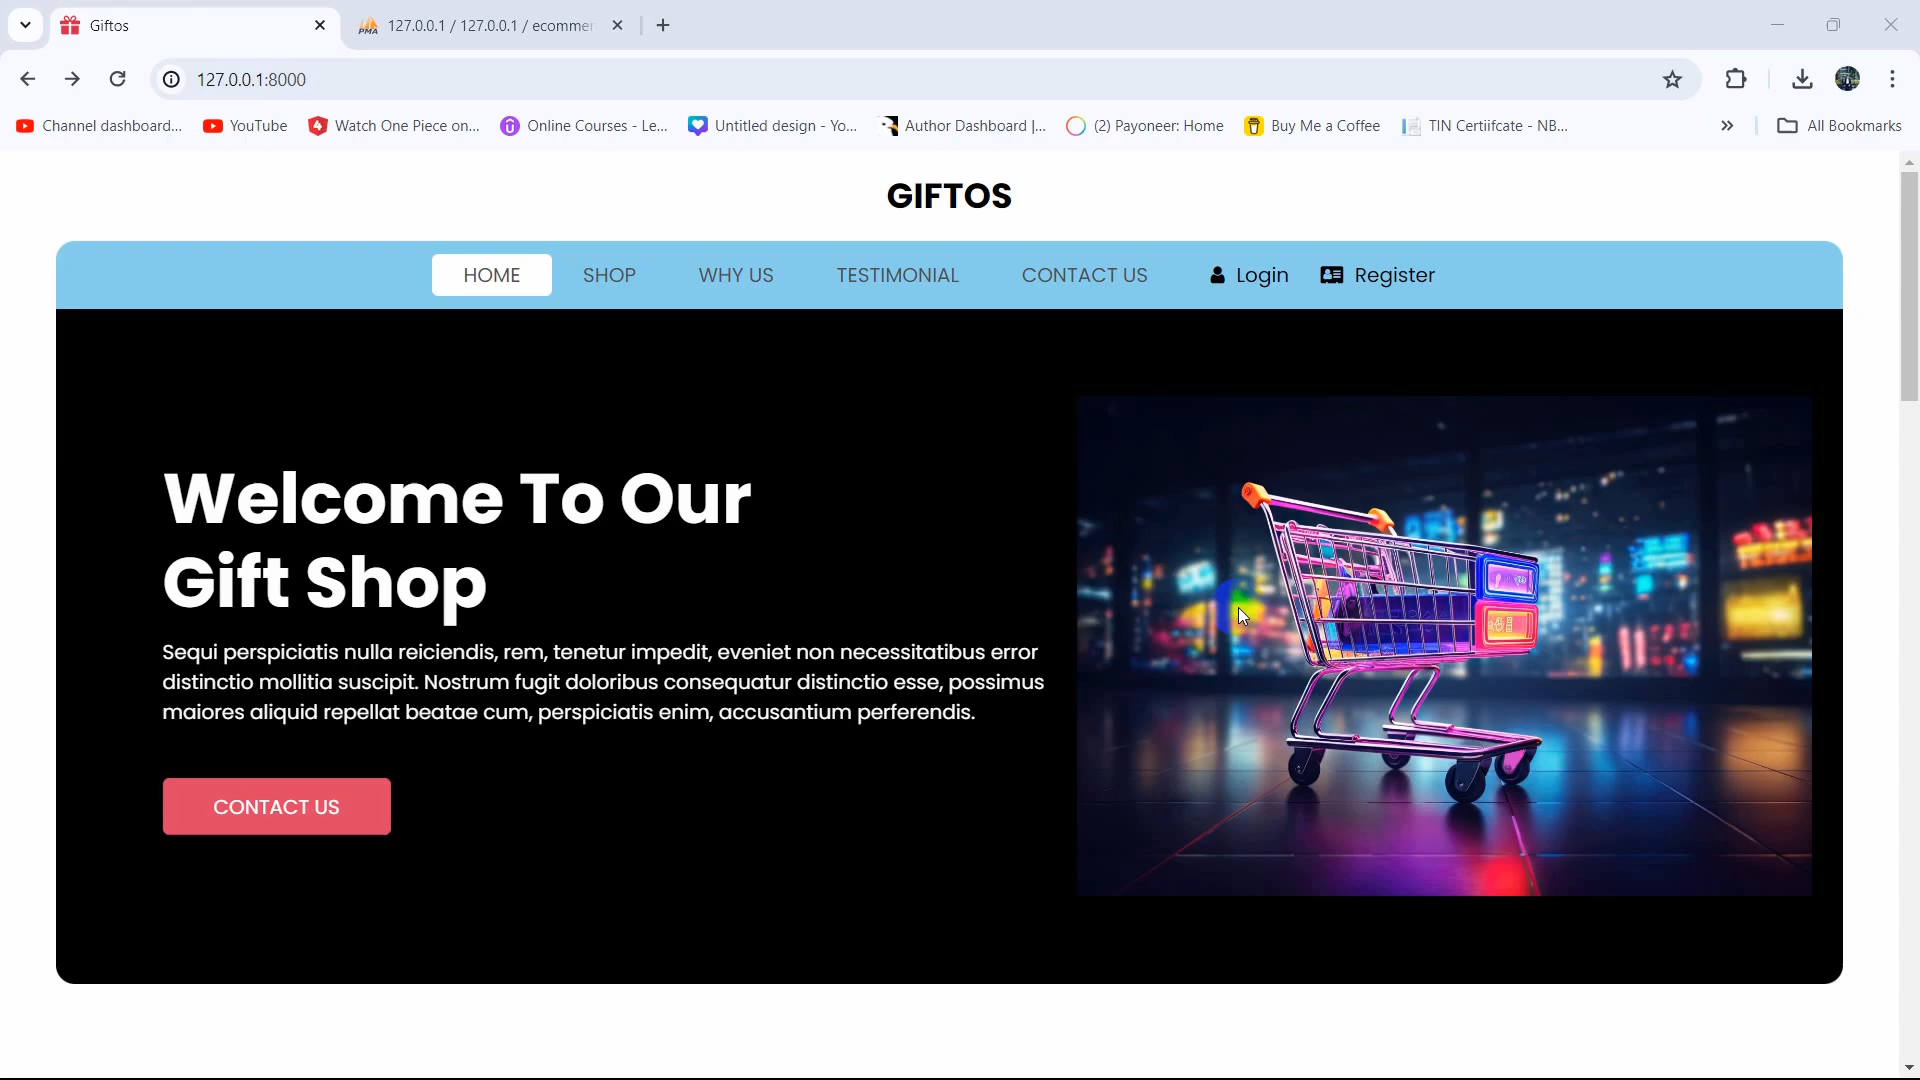 Giftos
127.0.0.1 / 127.0.0.1 / ecommer
127.0.0.1:8000
Channel dashboard...
YouTube
Watch One Piece on...
Online Courses - Le...
Untitled design - Yo...
Author Dashboard |...
(2) Payoneer: Home
Buy Me a Coffee
TIN Certiifcate - NB...
All Bookmarks
GIFTOS
HOME
SHOP
WHY US
TESTIMONIAL
CONTACT US
Login
Register
Welcome To Our
Gift Shop
Sequi perspiciatis nulla reiciendis, rem, tenetur impedit, eveniet non necessitatibus error
distinctio mollitia suscipit. Nostrum fugit doloribus consequatur distinctio esse, possimus
maiores aliquid repellat beatae cum, perspiciatis enim, accusantium perferendis.
CONTACT US